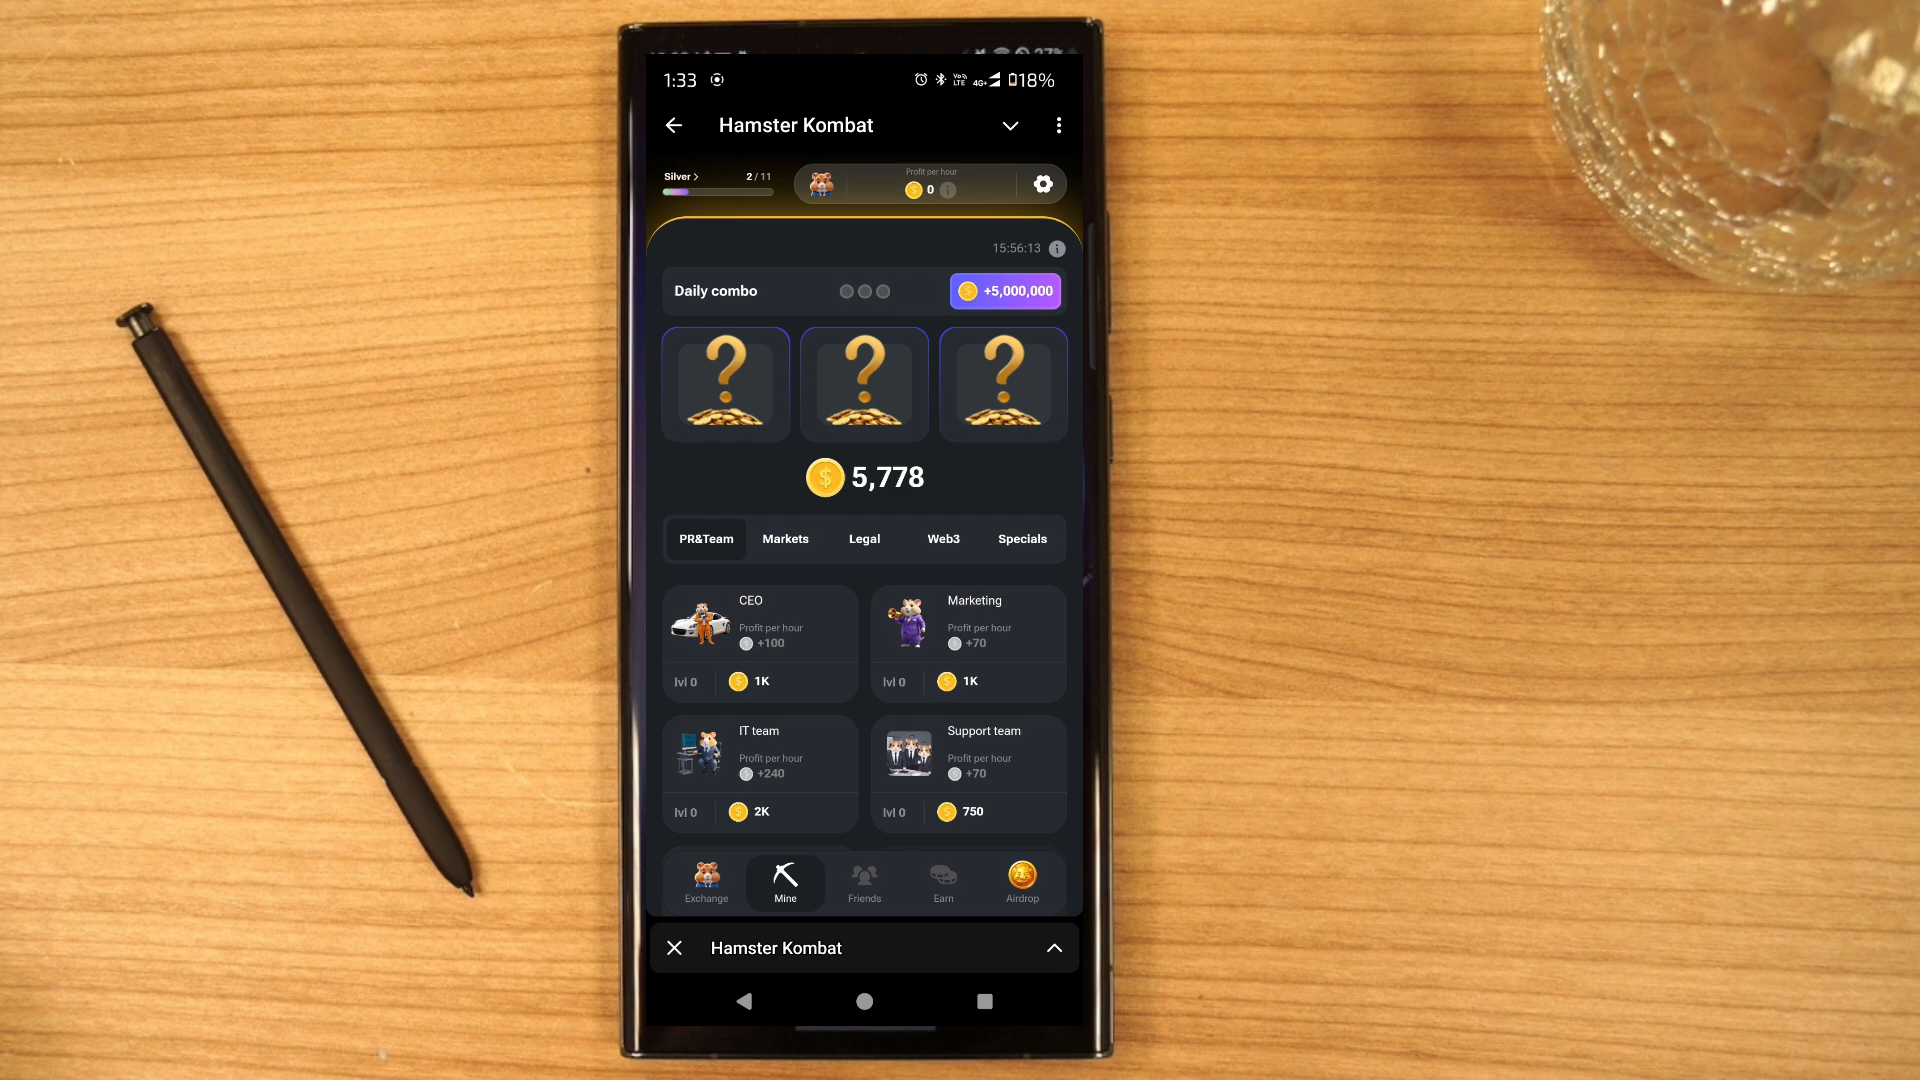 1:33 VoLTE 4G+ 18%
Hamster Kombat
Silver > 2 / 11
Profit per hour
$ 0 i
15:56:13 i
Daily combo $ +5,000,000
? ? ?
$ 5,778
PR&Team Markets Legal Web3 Specials
CEO
Profit per hour
$ +100
lvl 0 $ 1K
Marketing
Profit per hour
$ +70
lvl 0 $ 1K
IT team
Profit per hour
$ +240
lvl 0 $ 2K
Support team
Profit per hour
$ +70
lvl 0 $ 750
Exchange Mine Friends Earn Airdrop
Hamster Kombat